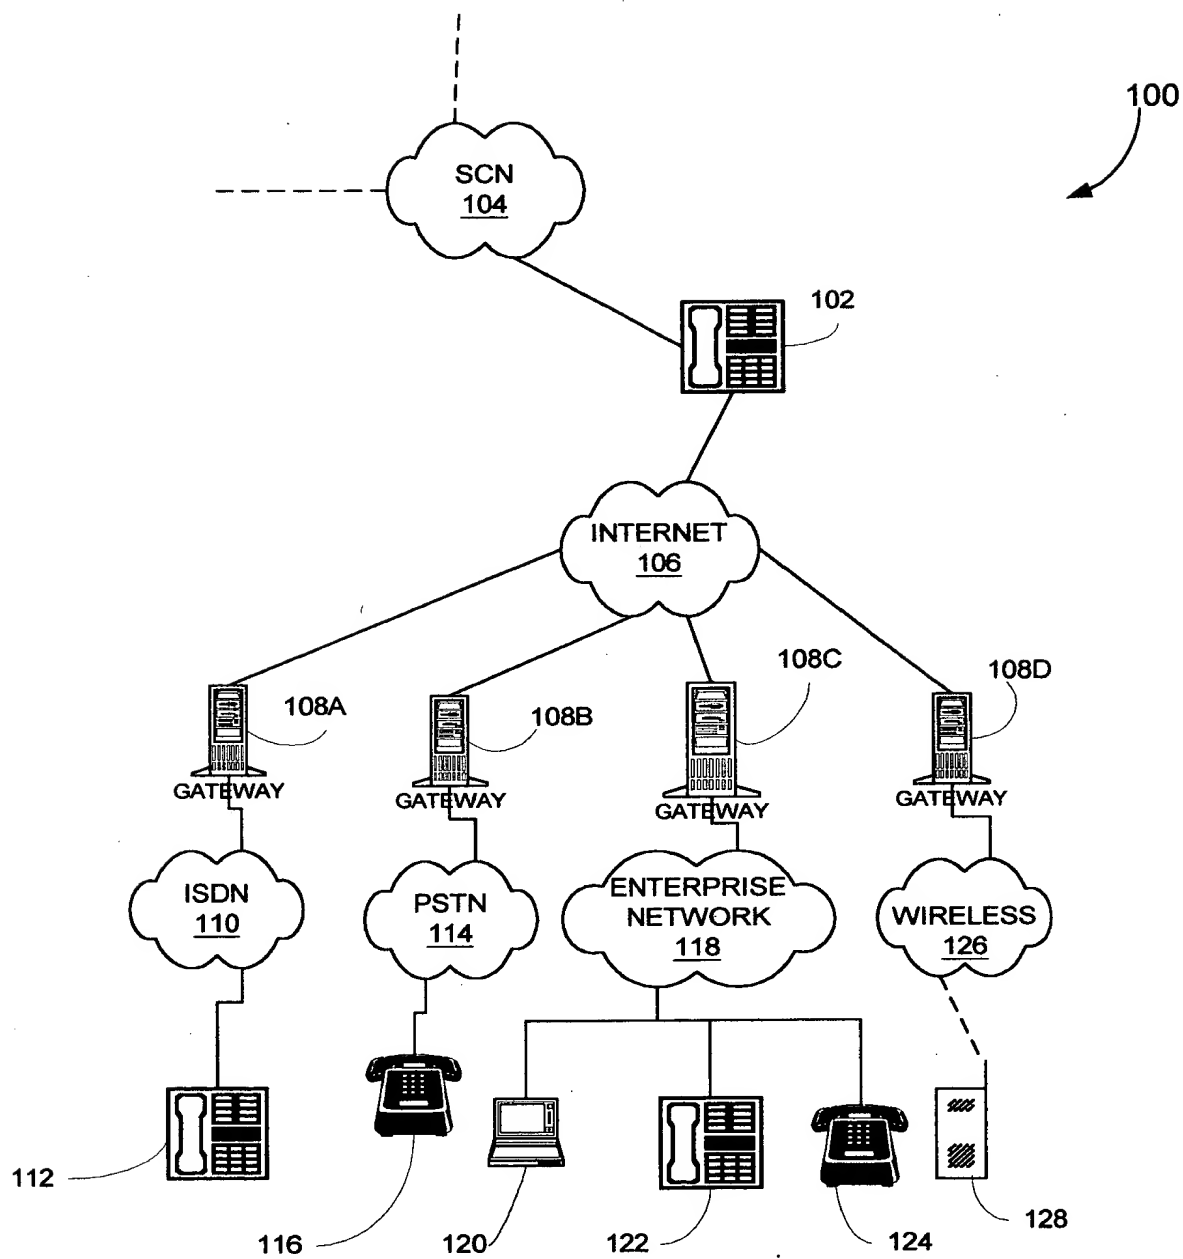 100
SCN
104
102
INTERNET
106
108A
108B
108C
108D
GATEWAY
GATEWAY
GATEWAY
GATEWAY
ISDN
110
PSTN
114
ENTERPRISE
NETWORK
118
WIRELESS
126
112
116
120
122
124
128